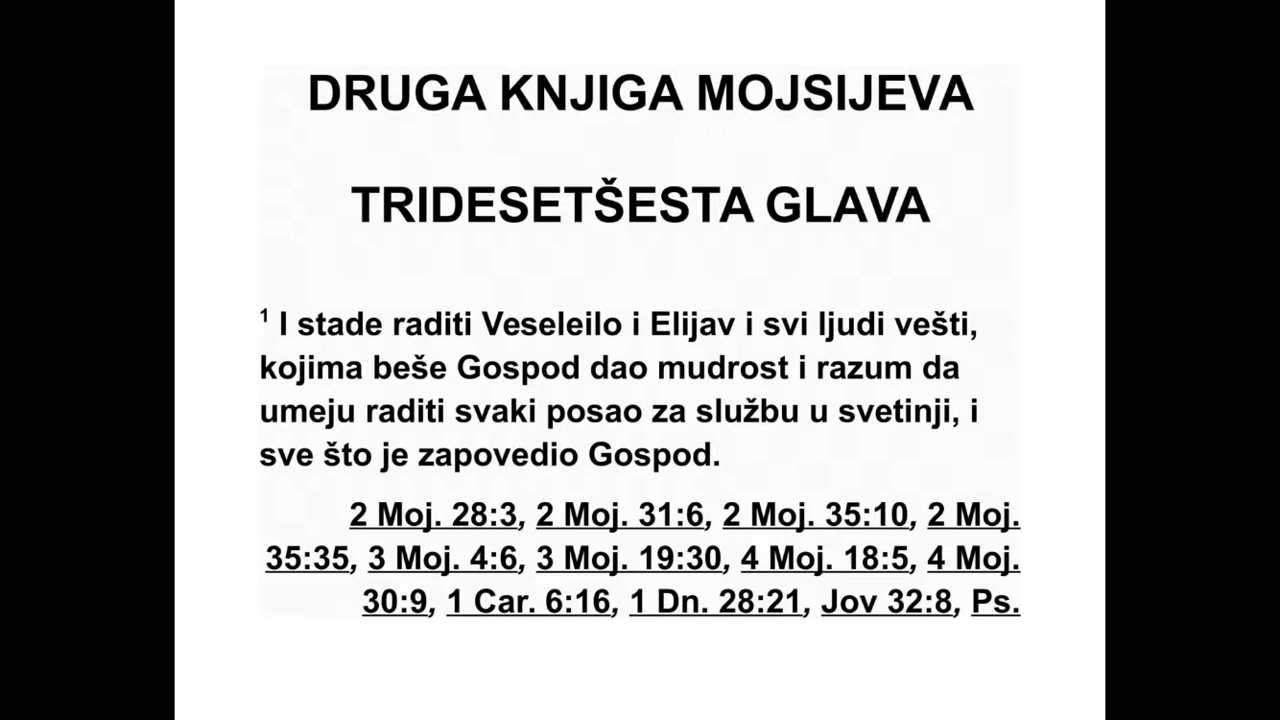 DRUGA KNJIGA MOJSIJEVA
TRIDESETŠESTA GLAVA
¹ I stade raditi Veseleilo i Elijav i svi ljudi vešti,
kojima beše Gospod dao mudrost i razum da
umeju raditi svaki posao za službu u svetinji, i
sve što je zapovedio Gospod.
2 Moj. 28:3, 2 Moj. 31:6, 2 Moj. 35:10, 2 Moj.
35:35, 3 Moj. 4:6, 3 Moj. 19:30, 4 Moj. 18:5, 4 Moj.
30:9, 1 Car. 6:16, 1 Dn. 28:21, Jov 32:8, Ps.